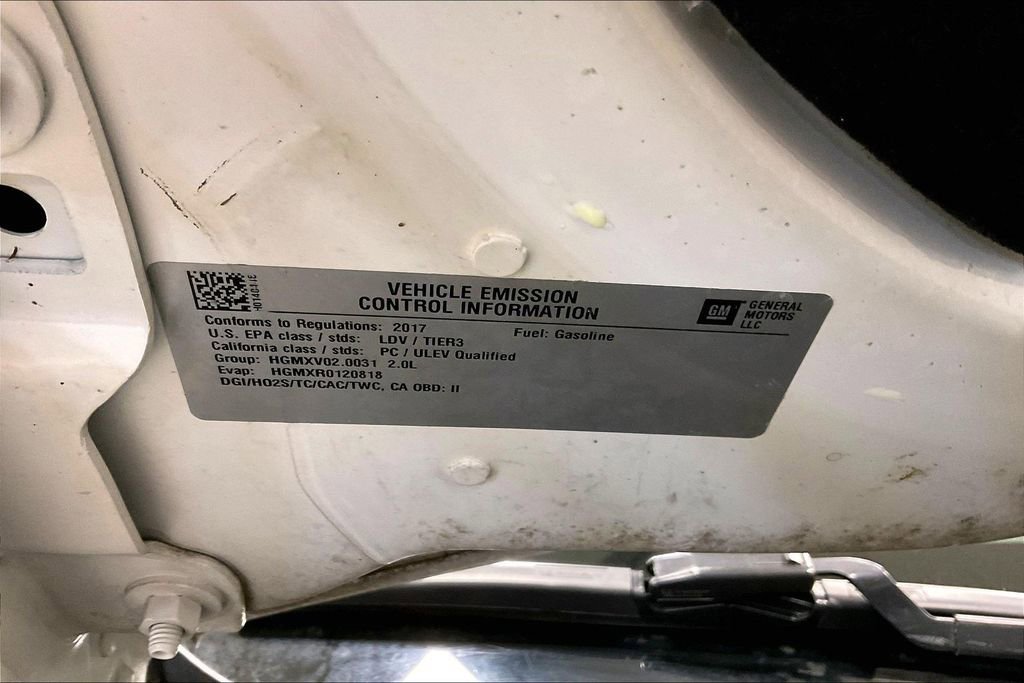 VEHICLE EMISSION
CONTROL INFORMATION
GM GENERAL
MOTORS
LLC
Conforms to Regulations: 2017 Fuel: Gasoline
U.S. EPA class / stds: LDV / TIER3
California class / stds: PC / ULEV Qualified
Group: HGMXV02.0031 2.0L
Evap: HGMXR0120818
DGI/HO2S/TC/CAC/TWC, CA OBD: II